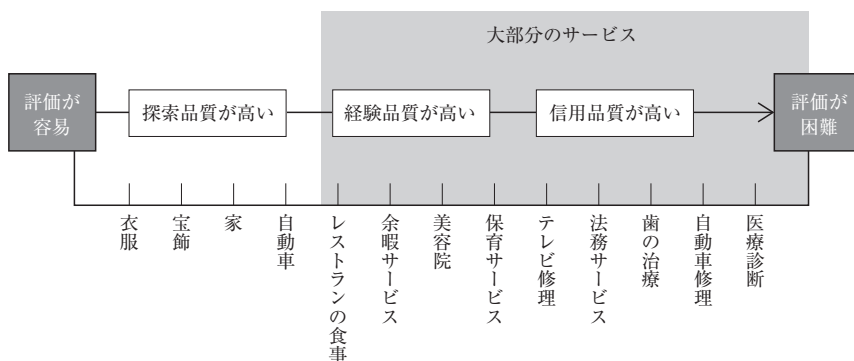 大部分のサービス
評価が
容易
探索品質が高い
経験品質が高い
信用品質が高い
評価が
困難
衣服
宝飾
家
自動車
レストランの食事
余暇サービス
美容院
保育サービス
テレビ修理
法務サービス
歯の治療
自動車修理
医療診断